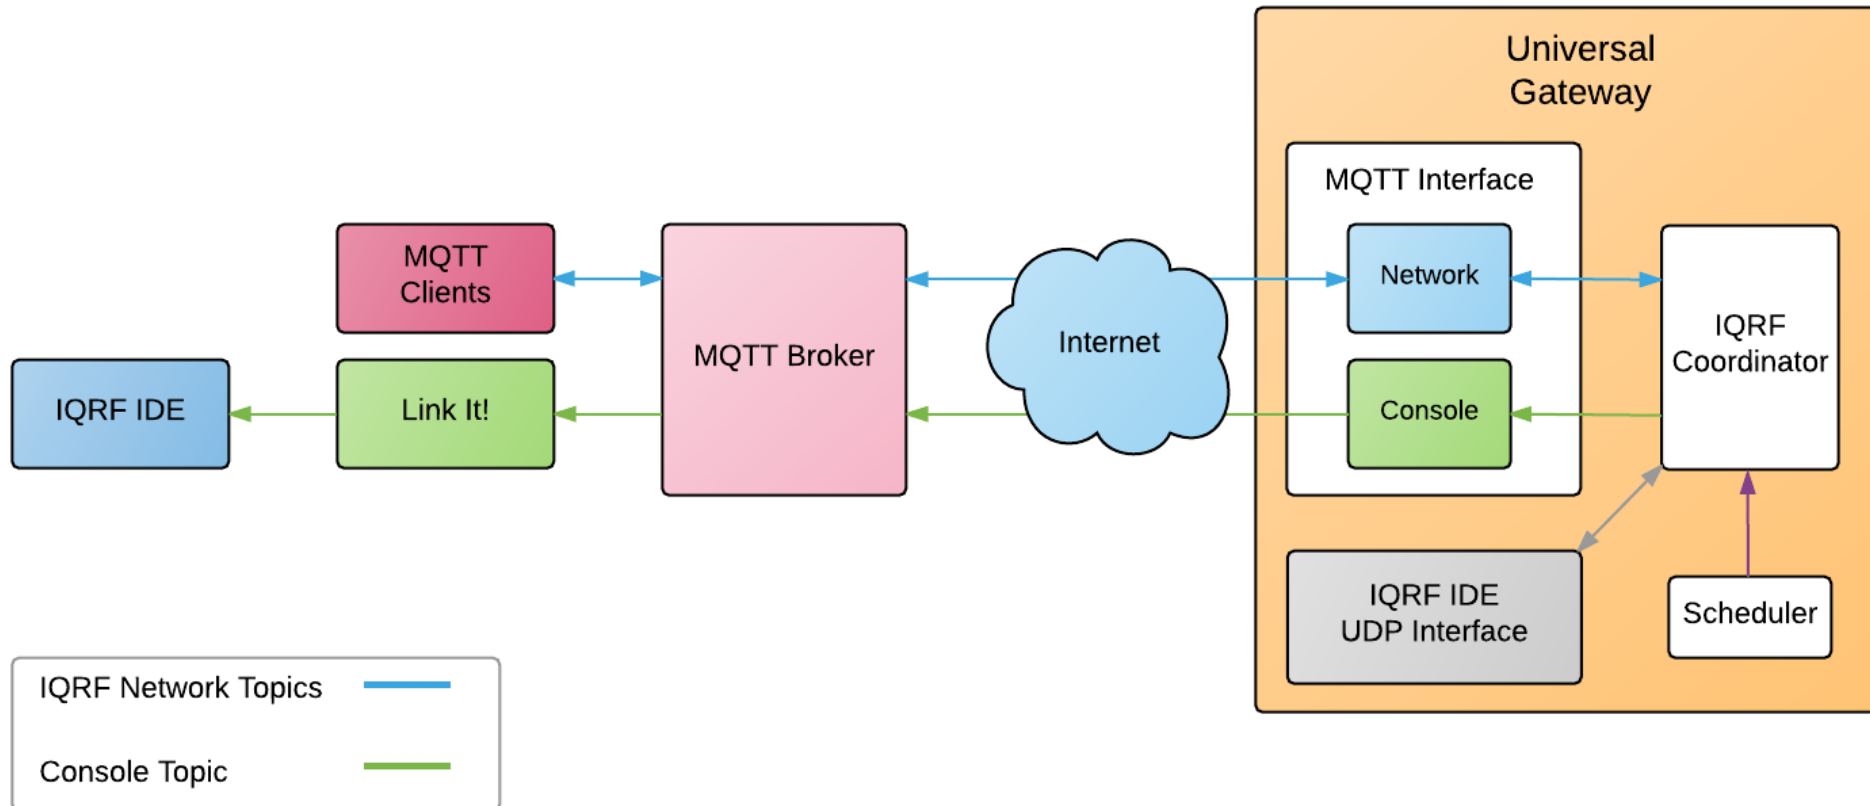 Universal
Gateway
MQTT Interface
MQTT
Clients
Network
IQRF
Coordinator
MQTT Broker
Internet
IQRF IDE
Link It!
Console
IQRF IDE
UDP Interface
Scheduler
IQRF Network Topics
Console Topic